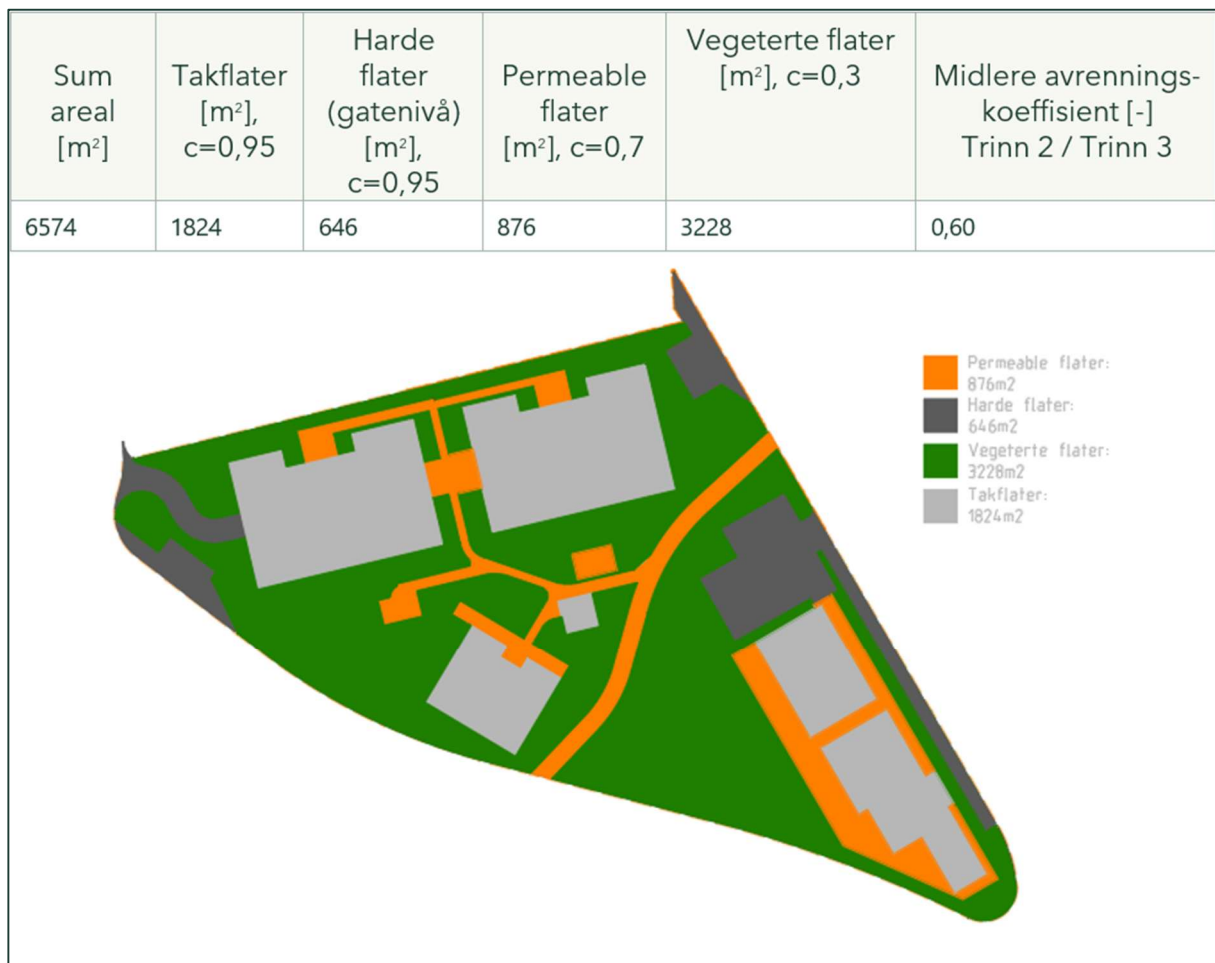 Sum
areal
[m²]
Takflater
[m²],
c=0,95
Harde
flater
(gatenivå)
[m²],
c=0,95
Permeable
flater
[m²], c=0,7
Vegeterte flater
[m²], c=0,3
Midlere avrennings-
koeffisient [-]
Trinn 2 / Trinn 3
6574
1824
646
876
3228
0,60
Permeable flater:
876m2
Harde flater:
646m2
Vegeterte flater:
3228m2
Takflater:
1824m2